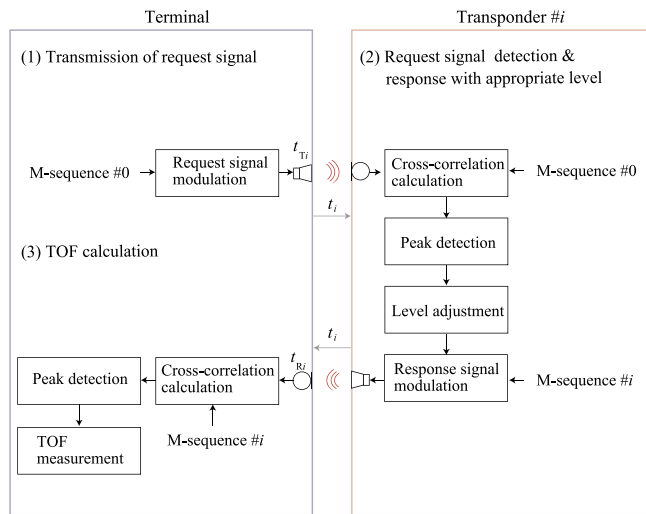 Terminal
Transponder #i
(1) Transmission of request signal
(2) Request signal detection &
response with appropriate level
tTi
M-sequence #0
Request signal
modulation
Cross-correlation
calculation
M-sequence #0
ti
Peak detection
(3) TOF calculation
Level adjustment
ti
tRi
Peak detection
Cross-correlation
calculation
Response signal
modulation
M-sequence #i
M-sequence #i
TOF
measurement